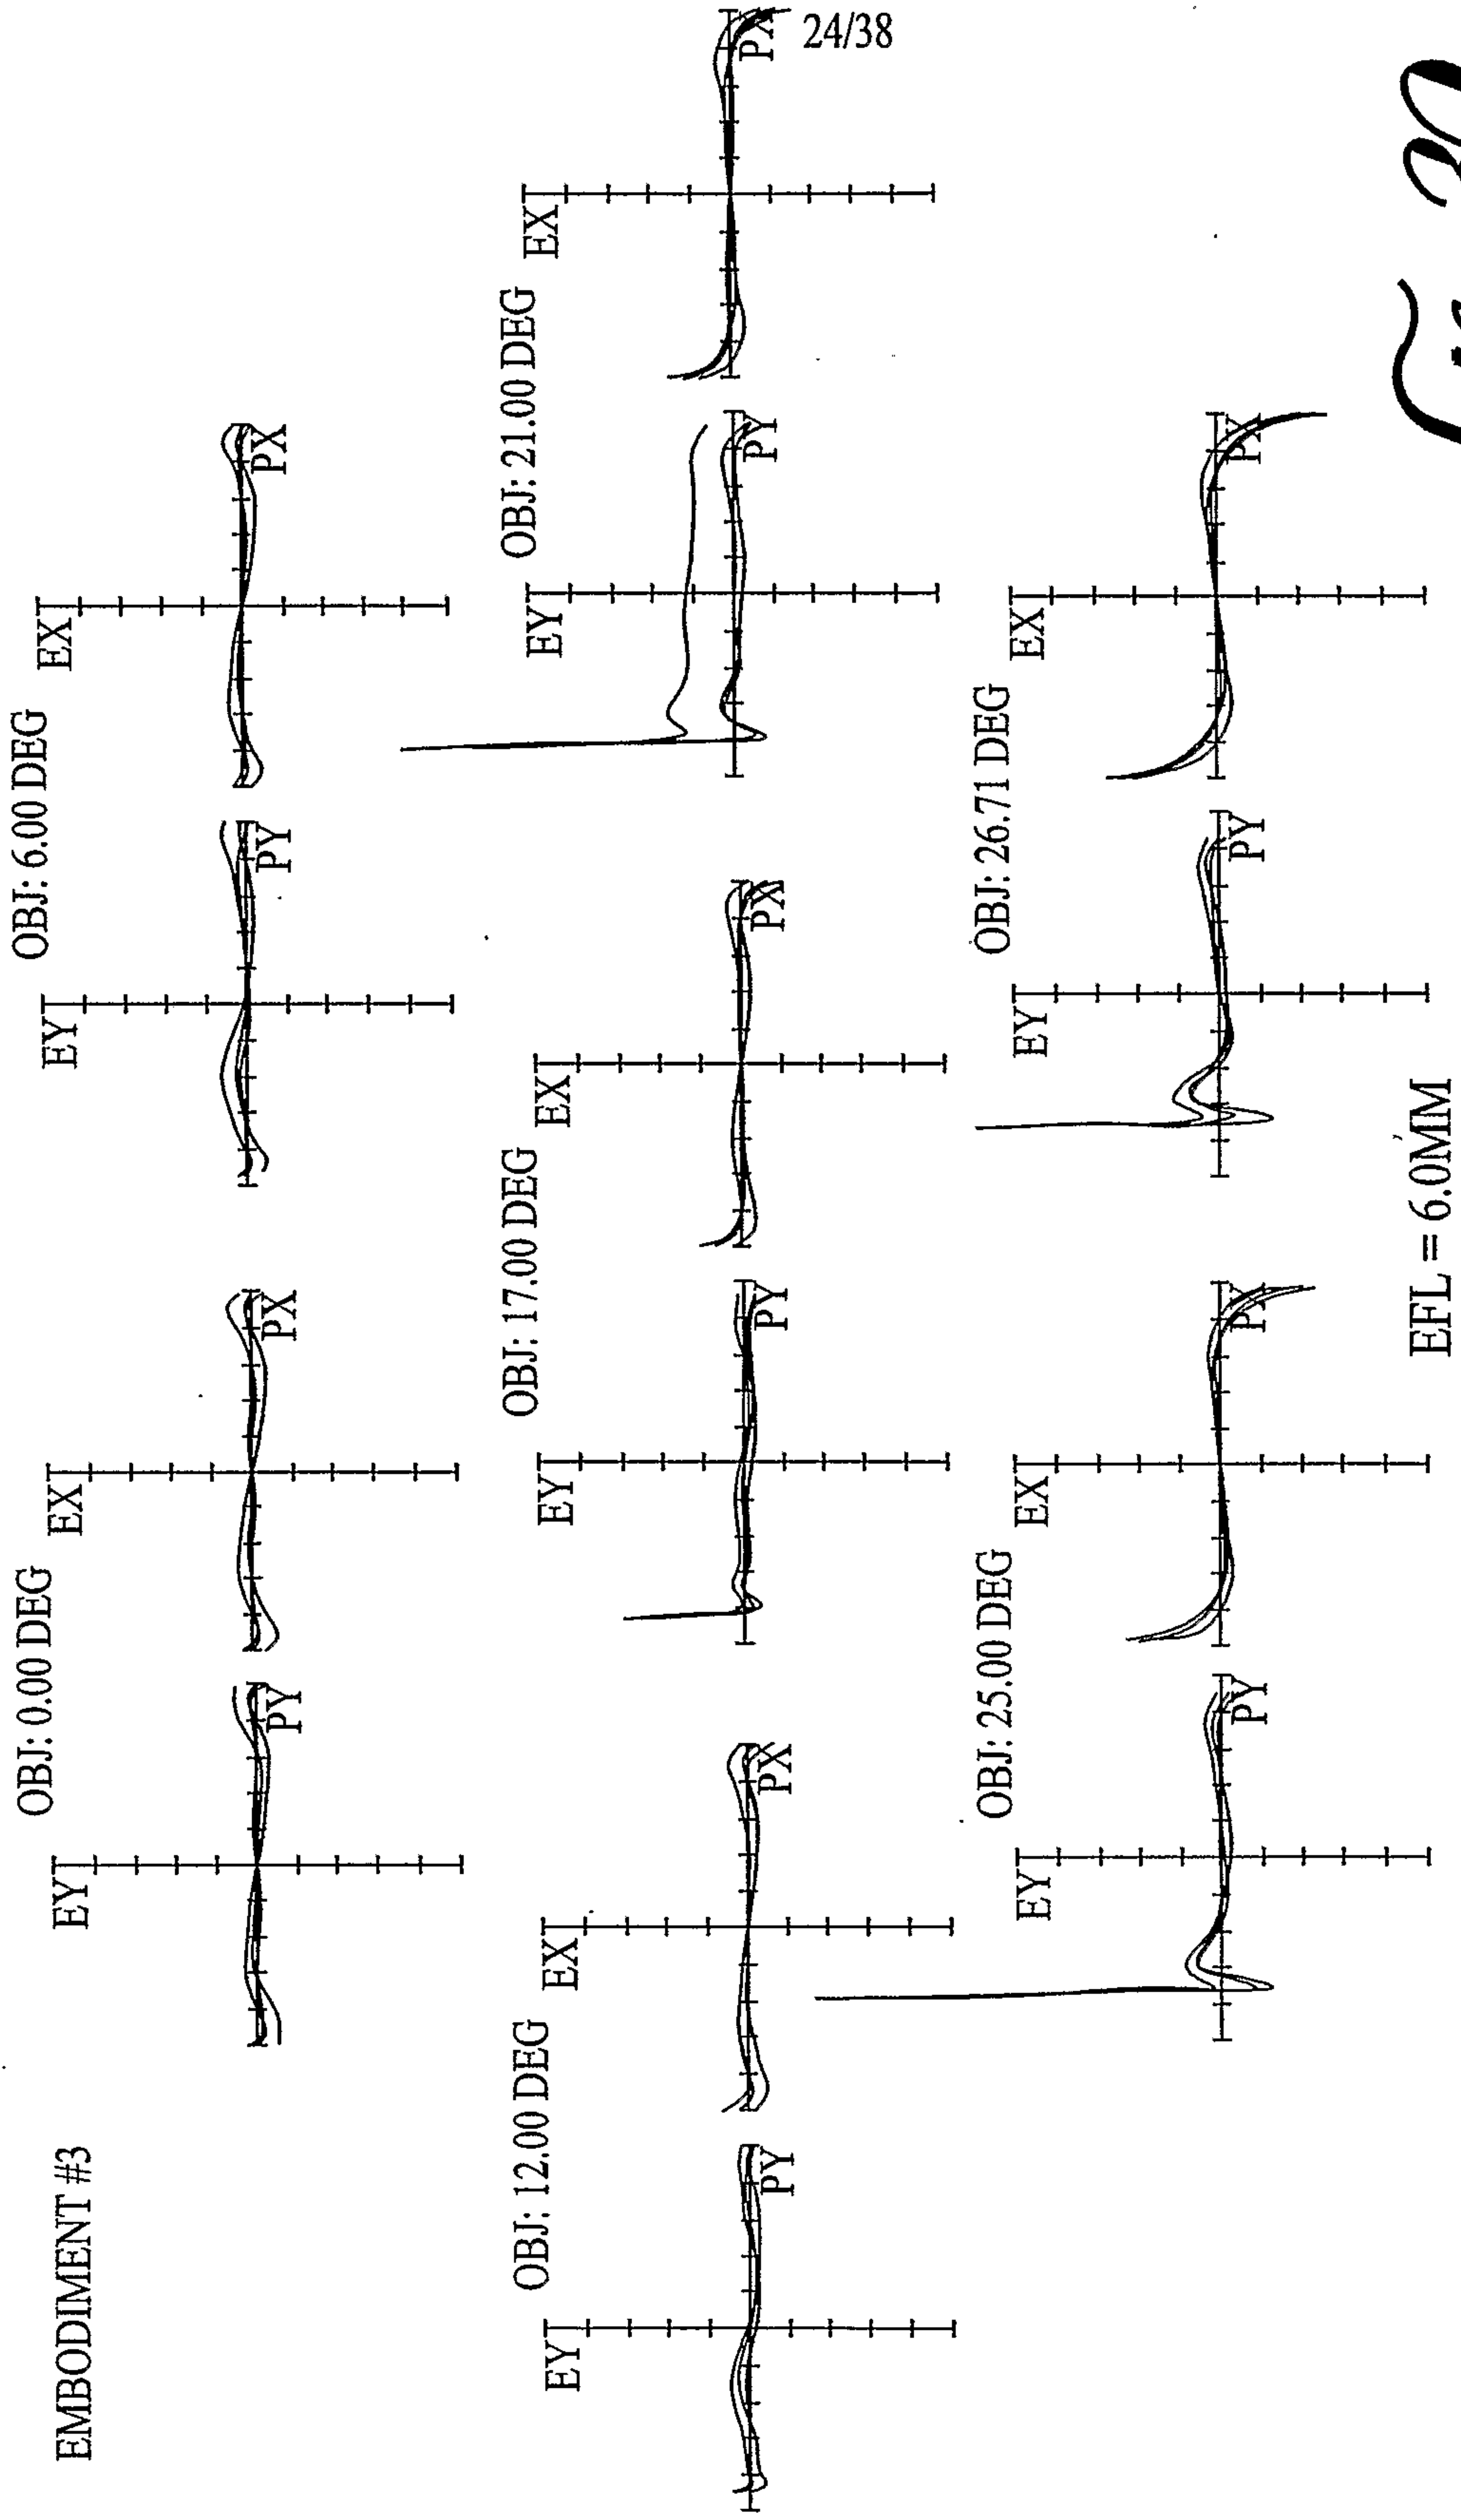 EMBODIMENT #3
OBJ: 0.00 DEG
EY
PY
EX
PX
OBJ: 6.00 DEG
EY
PY
EX
PX
OBJ: 12.00 DEG
EY
PY
EX
PX
OBJ: 17.00 DEG
EY
PY
EX
PX
OBJ: 21.00 DEG
EY
PY
EX
PX
24/38
OBJ: 25.00 DEG
EY
PY
EX
PX
OBJ: 26.71 DEG
EY
PY
EX
PX
EFL = 6.0MM